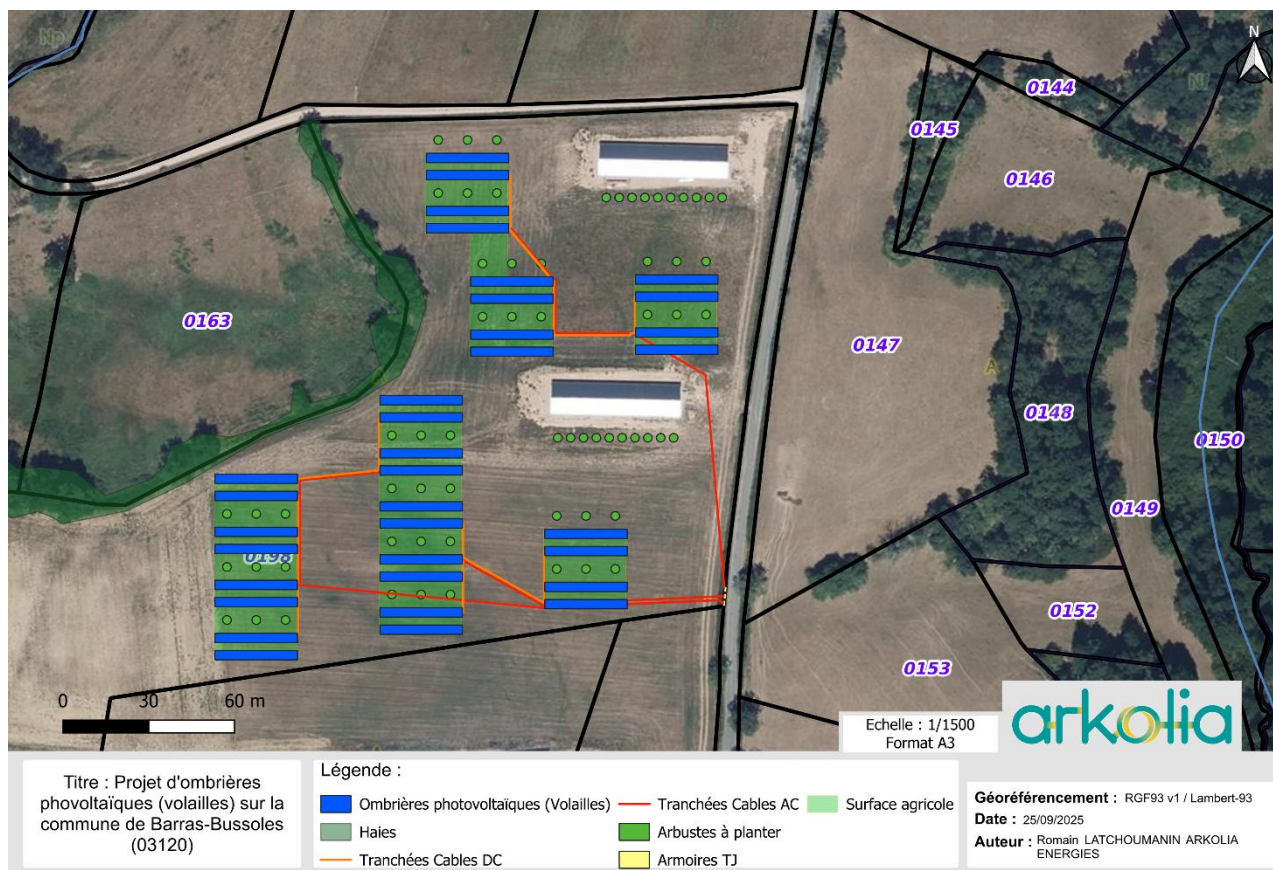 Np
N
Nf
0144
0145
0146
0163
0147
A
0148
0150
0149
0198
0152
0153
0 30 60 m
Echelle : 1/1500
Format A3
arkolia
Titre : Projet d'ombrières
phovoltaïques (volailles) sur la
commune de Barras-Bussoles
(03120)
Légende :
Ombrières photovoltaïques (Volailles)
Haies
Tranchées Cables DC
Tranchées Cables AC
Arbustes à planter
Armoires TJ
Surface agricole
Géoréférencement : RGF93 v1 / Lambert-93
Date : 25/09/2025
Auteur : Romain LATCHOUMANIN ARKOLIA
ENERGIES